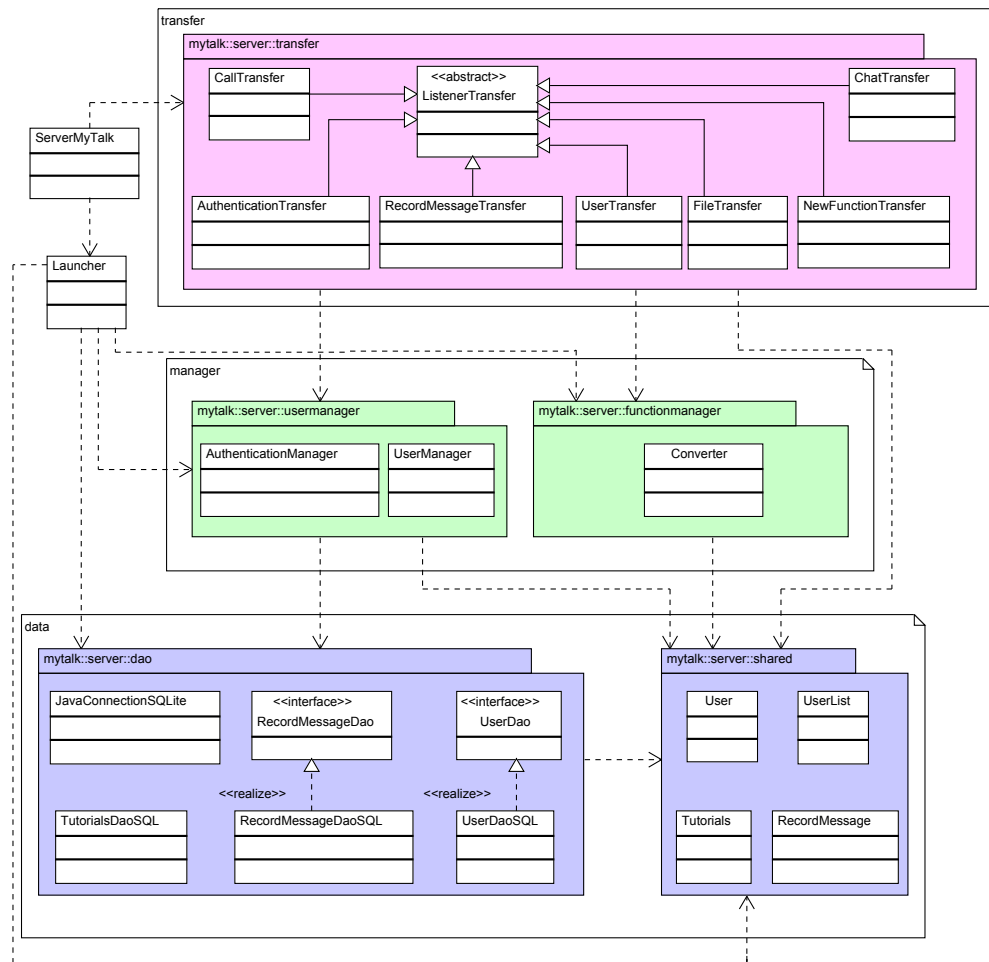 transfer
mytalk::server::transfer
CallTransfer
<<abstract>>
ListenerTransfer
ChatTransfer
ServerMyTalk
AuthenticationTransfer
RecordMessageTransfer
UserTransfer
FileTransfer
NewFunctionTransfer
Launcher
manager
mytalk::server::usermanager
mytalk::server::functionmanager
AuthenticationManager
UserManager
Converter
data
mytalk::server::dao
mytalk::server::shared
JavaConnectionSQLite
<<interface>>
RecordMessageDao
<<interface>>
UserDao
User
UserList
<<realize>>
<<realize>>
TutorialsDaoSQL
RecordMessageDaoSQL
UserDaoSQL
Tutorials
RecordMessage